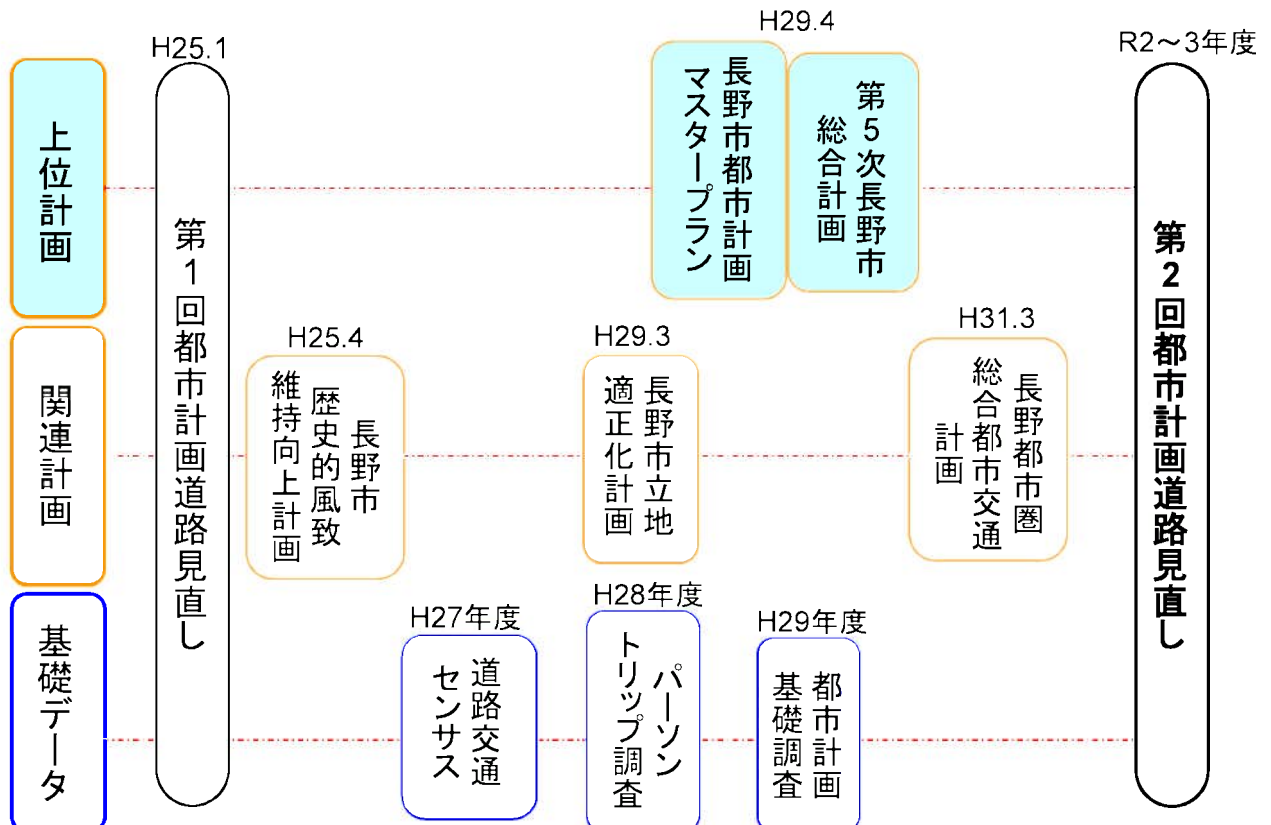 H25.1
H29.4
R2～3年度
上位計画
第1回都市計画道路見直し
長野市都市計画
マスタープラン
第5次長野市
総合計画
第2回都市計画道路見直し
関連計画
H25.4
長野市
歴史的風致
維持向上計画
H29.3
長野市立地
適正化計画
H31.3
長野都市圏
総合都市交通
計画
基礎データ
H27年度
道路交通
センサス
H28年度
パーソン
トリップ調査
H29年度
都市計画
基礎調査